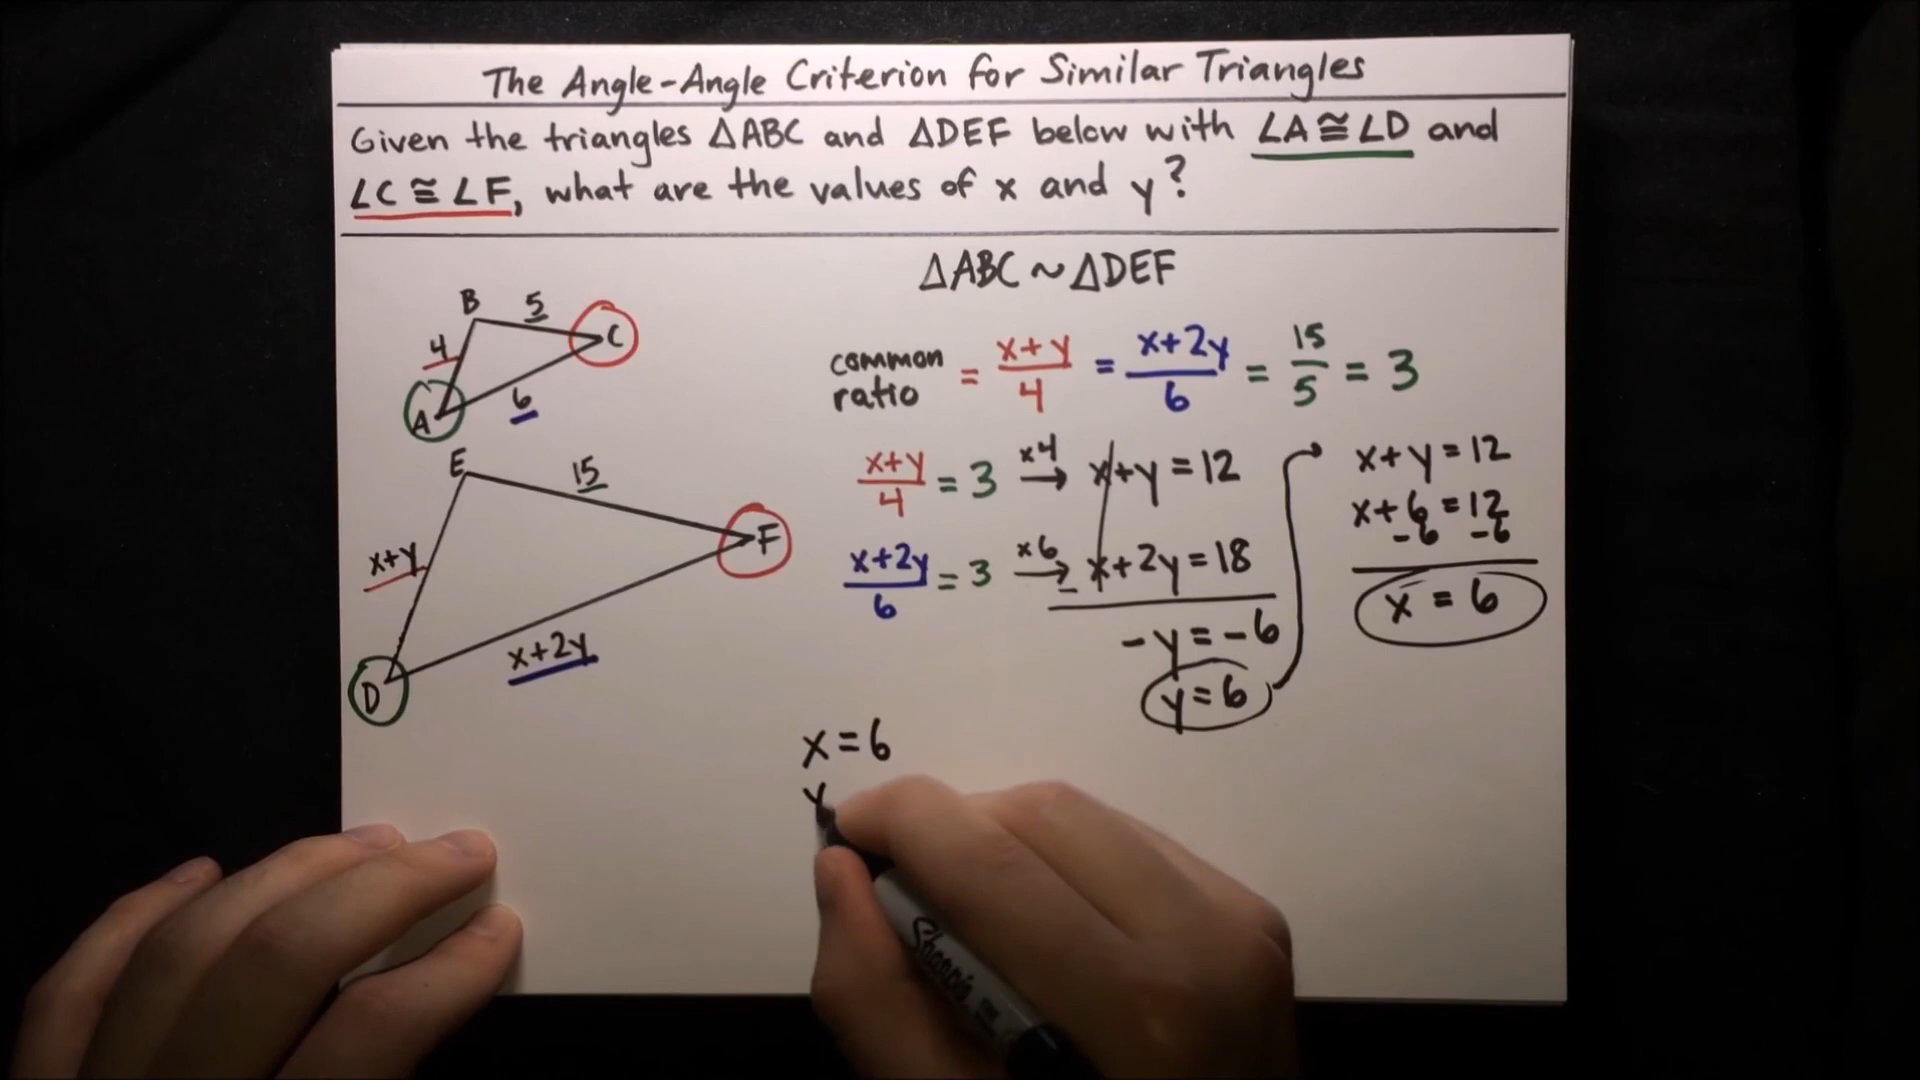 The Angle-Angle Criterion for Similar Triangles
Given the triangles △ABC and △DEF below with ∠A≅∠D and
∠C≅∠F, what are the values of x and y?
△ABC ~ △DEF
B
5
C
4
A
6
E
15
F
x+y
D
x+2y
common ratio = x+y/4 = x+2y/6 = 15/5 = 3
x+y/4 = 3 ×4→ x+y = 12
x+2y/6 = 3 ×6→ - x+2y = 18
-y = -6
y = 6
x+y = 12
x+6 = 12
-6 -6
x = 6
x = 6
y
Sharpie